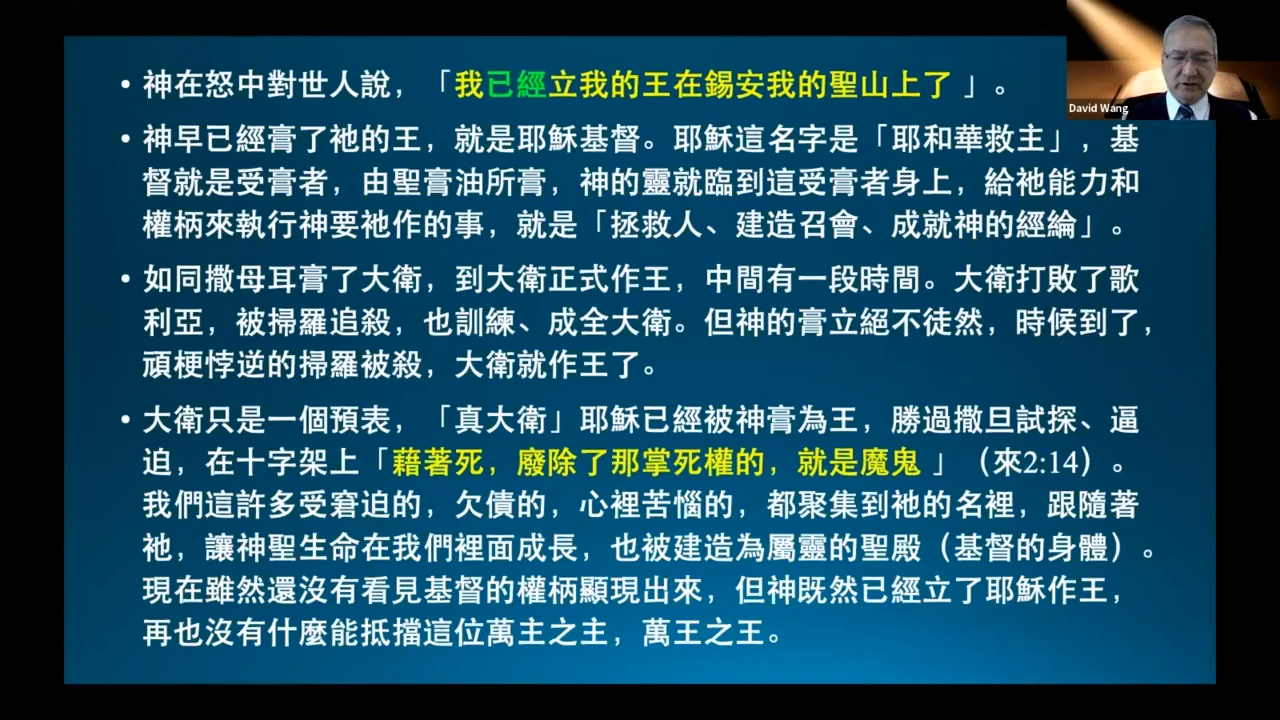 • 神在怒中對世人說，「我已經立我的王在錫安我的聖山上了 」。
• 神早已經膏了祂的王，就是耶穌基督。耶穌這名字是「耶和華救主」，基
督就是受膏者，由聖膏油所膏，神的靈就臨到這受膏者身上，給祂能力和
權柄來執行神要祂作的事，就是「拯救人、建造召會、成就神的經綸」。
• 如同撒母耳膏了大衛，到大衛正式作王，中間有一段時間。大衛打敗了歌
利亞，被掃羅追殺，也訓練、成全大衛。但神的膏立絕不徒然，時候到了，
頑梗悖逆的掃羅被殺，大衛就作王了。
• 大衛只是一個預表，「真大衛」耶穌已經被神膏為王，勝過撒旦試探、逼
迫，在十字架上「藉著死，廢除了那掌死權的，就是魔鬼 」（來2:14）。
我們這許多受窘迫的，欠債的，心裡苦惱的，都聚集到祂的名裡，跟隨著
祂，讓神聖生命在我們裡面成長，也被建造為屬靈的聖殿（基督的身體）。
現在雖然還沒有看見基督的權柄顯現出來，但神既然已經立了耶穌作王，
再也沒有什麼能抵擋這位萬主之主，萬王之王。
David Wang